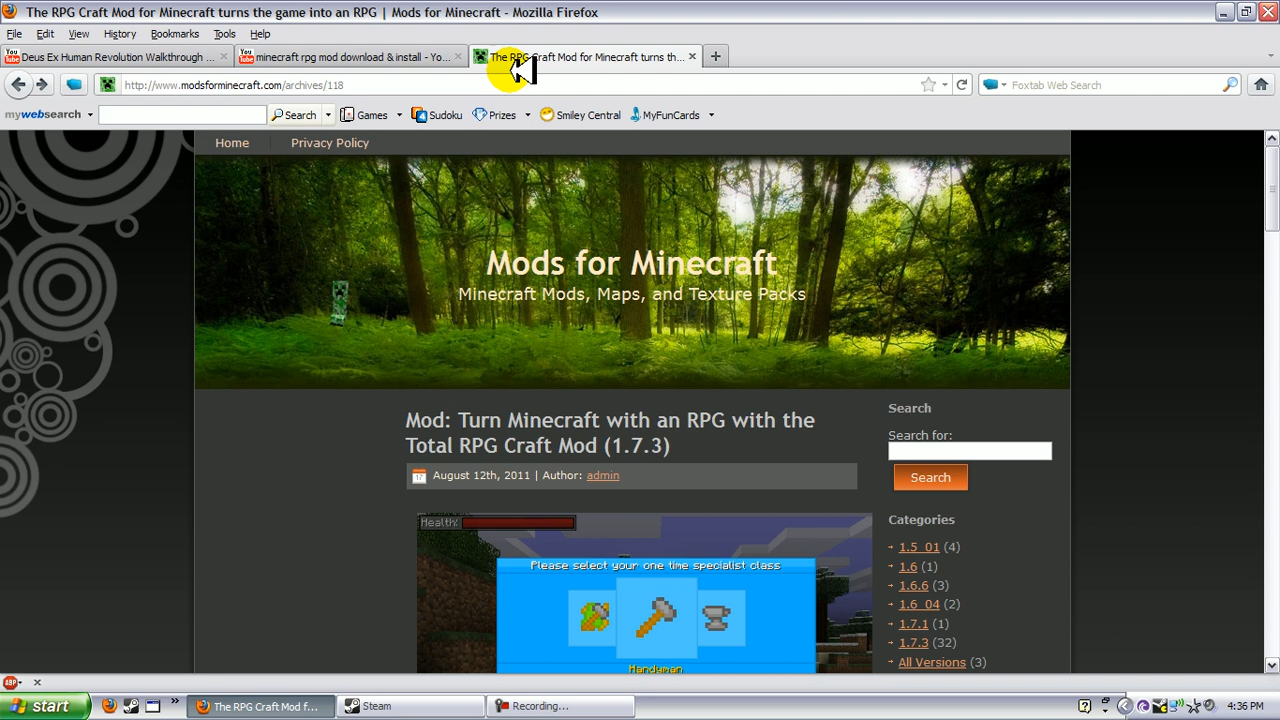 The RPG Craft Mod for Minecraft turns the game into an RPG | Mods for Minecraft - Mozilla Firefox
File Edit View History Bookmarks Tools Help
You Tube Deus Ex Human Revolution Walkthrough ... You Tube minecraft rpg mod download & install - Yo... The RPG Craft Mod for Minecraft turns th...
http://www.modsforminecraft.com/archives/118 Foxtab Web Search
mywebsearch Search Games Sudoku Prizes Smiley Central MyFunCards
Home Privacy Policy
Mods for Minecraft
Minecraft Mods, Maps, and Texture Packs
Mod: Turn Minecraft with an RPG with the
Total RPG Craft Mod (1.7.3)
17 August 12th, 2011 | Author: admin
Health:
Please select your one time specialist class
Handyman
Search
Search for:
Search
Categories
1.5_01 (4)
1.6 (1)
1.6.6 (3)
1.6_04 (2)
1.7.1 (1)
1.7.3 (32)
All Versions (3)
ABP
start The RPG Craft Mod f... Steam Recording... 4:36 PM